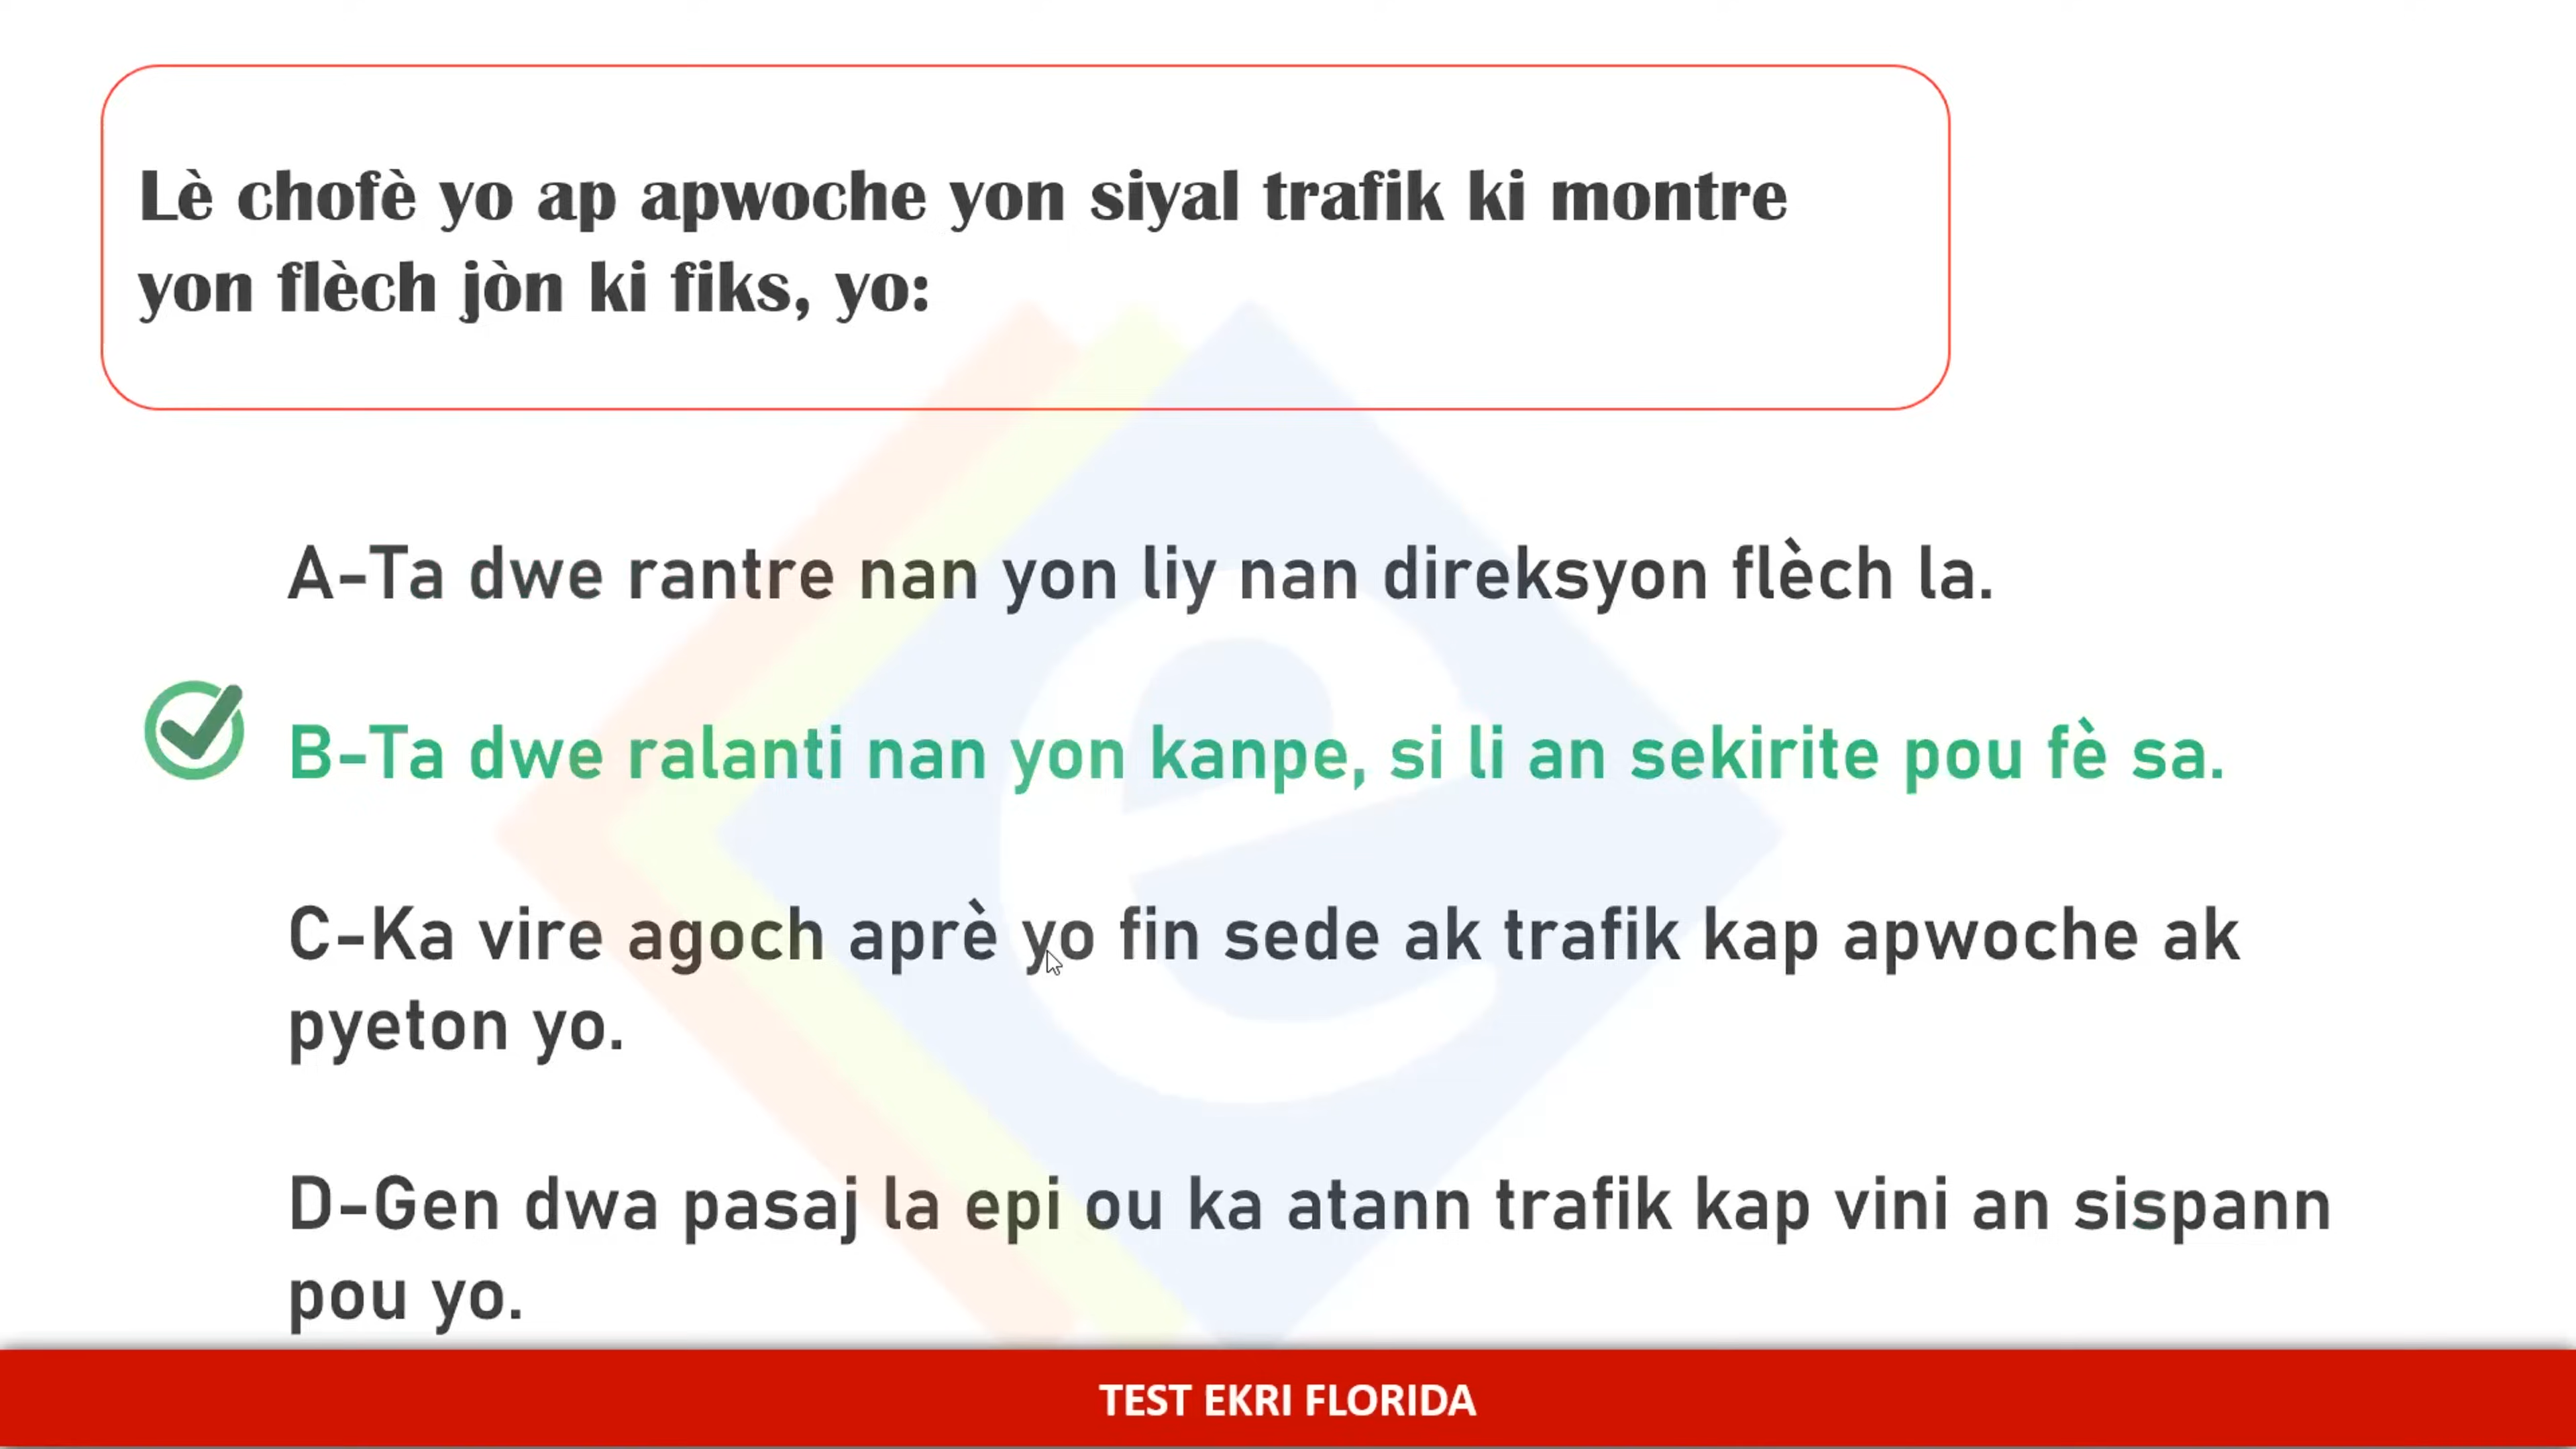 Lè chofè yo ap apwoche yon siyal trafik ki montre
yon flèch jòn ki fiks, yo:
A-Ta dwe rantre nan yon liy nan direksyon flèch la.
B-Ta dwe ralanti nan yon kanpe, si li an sekirite pou fè sa.
C-Ka vire agoch aprè yo fin sede ak trafik kap apwoche ak
pyeton yo.
D-Gen dwa pasaj la epi ou ka atann trafik kap vini an sispann
pou yo.
TEST EKRI FLORIDA